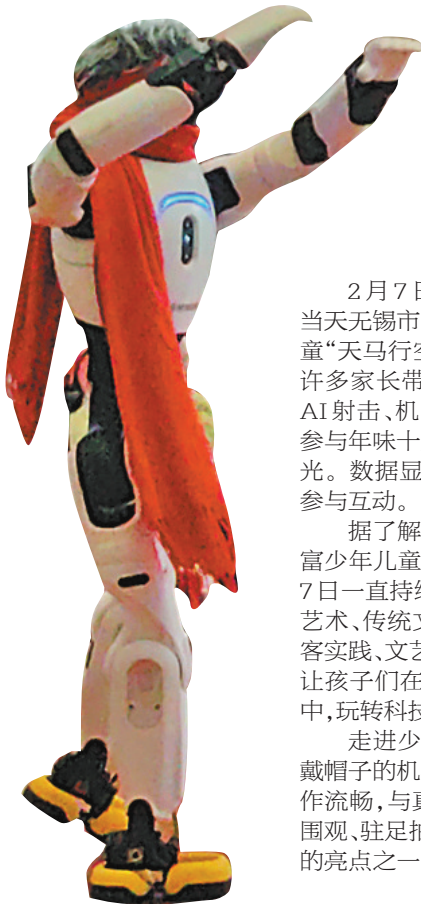 2月7日
当天无锡市
童“天马行空
许多家长带
AI射击、机
参与年味十
光。数据显
参与互动。
据了解
富少年儿童
7日一直持续
艺术、传统文
客实践、文艺
让孩子们在
中,玩转科技
走进少
戴帽子的机
作流畅,与真
围观、驻足拍
的亮点之一